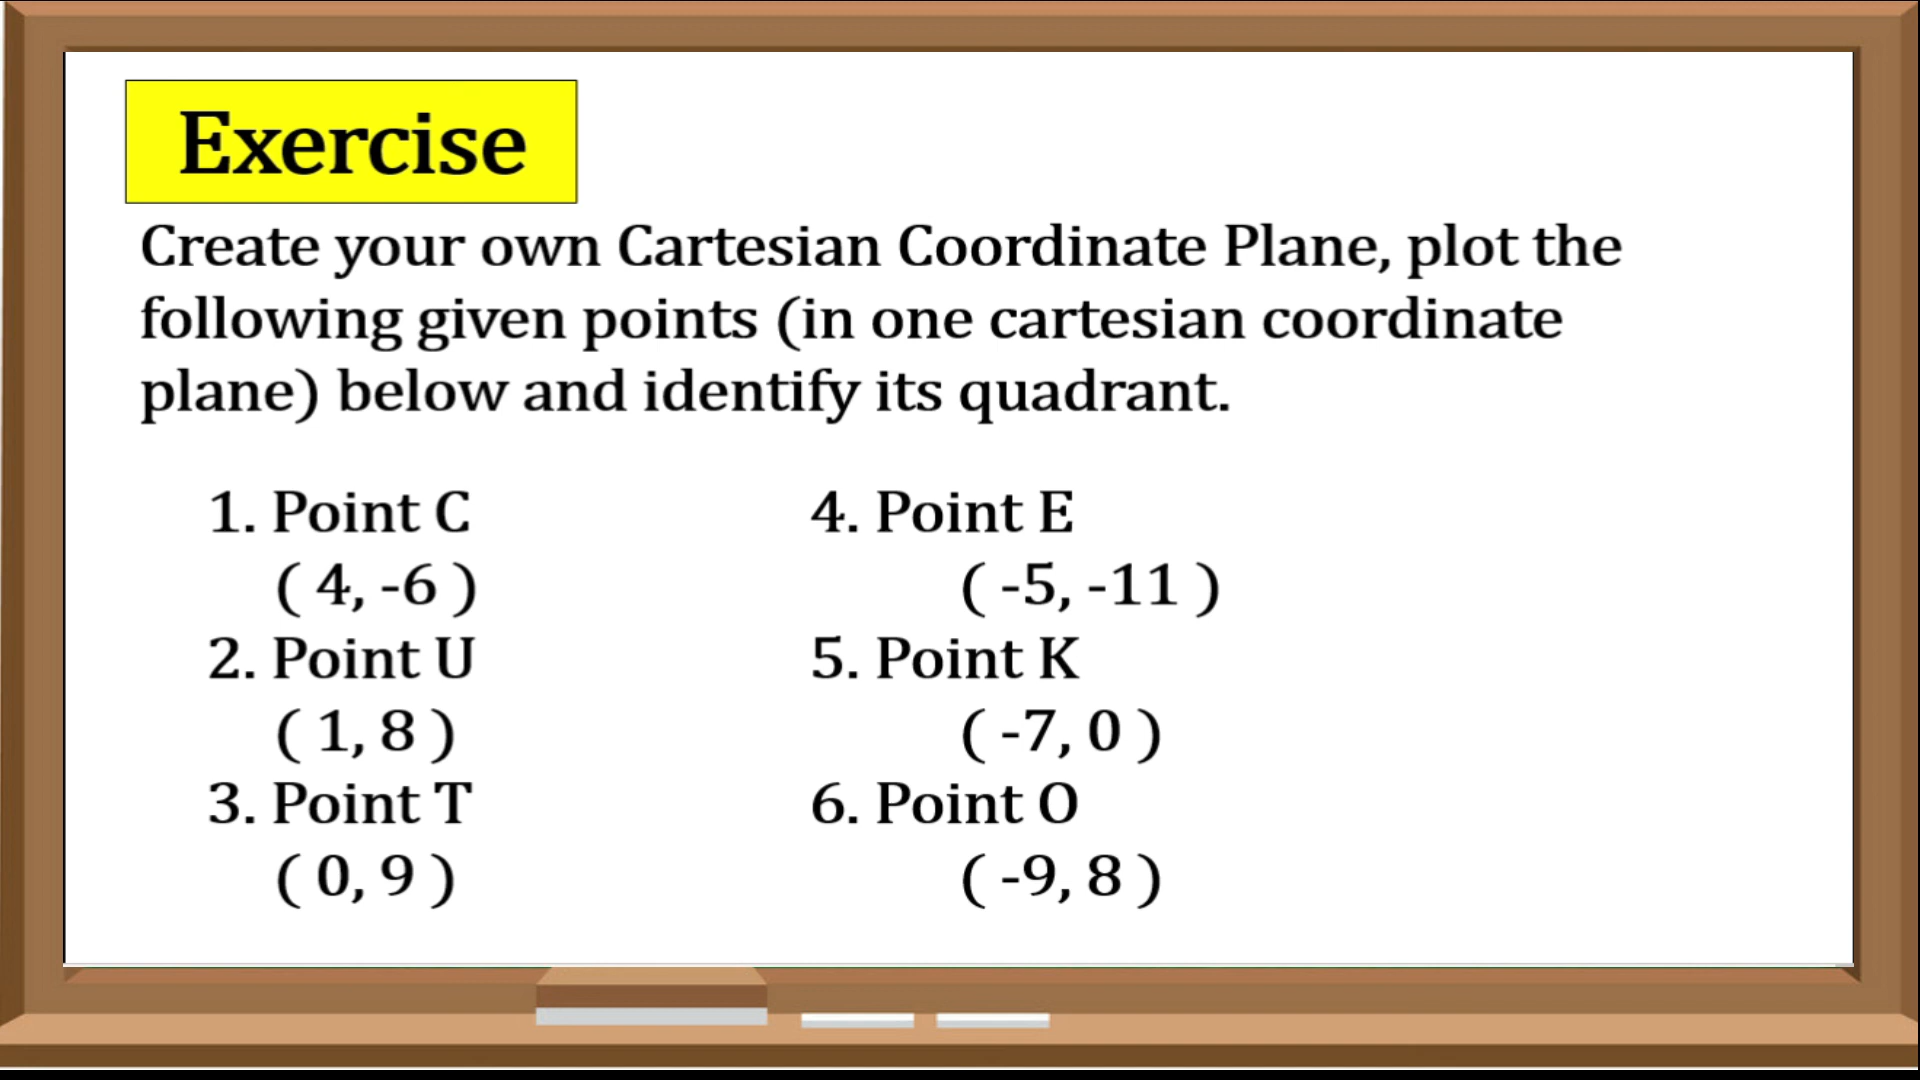 Exercise
Create your own Cartesian Coordinate Plane, plot the
following given points (in one cartesian coordinate
plane) below and identify its quadrant.
1. Point C
( 4, -6 )
2. Point U
( 1, 8 )
3. Point T
( 0, 9 )
4. Point E
( -5, -11 )
5. Point K
( -7, 0 )
6. Point O
( -9, 8 )